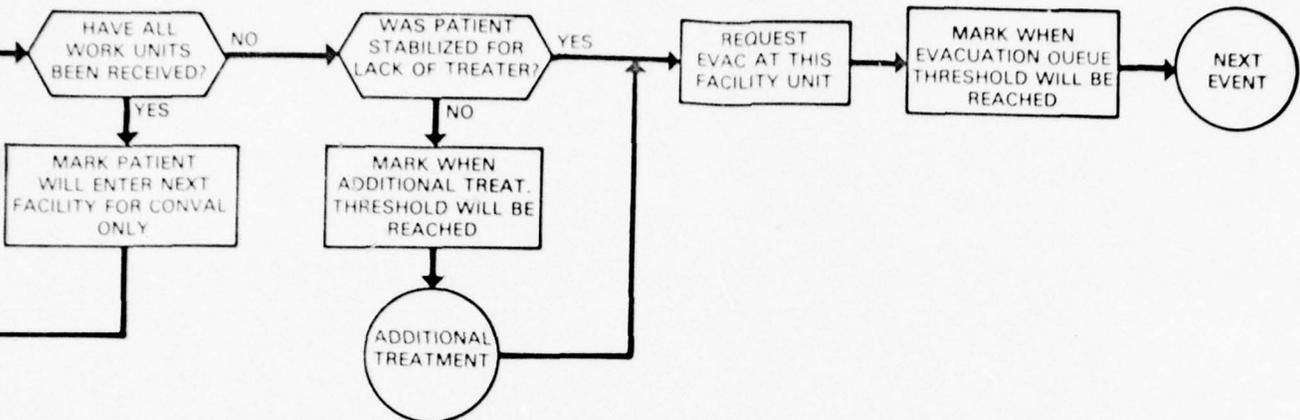 HAVE ALL
WORK UNITS
BEEN RECEIVED?
NO
YES
WAS PATIENT
STABILIZED FOR
LACK OF TREATER?
YES
NO
REQUEST
EVAC AT THIS
FACILITY UNIT
MARK WHEN
EVACUATION QUEUE
THRESHOLD WILL BE
REACHED
NEXT
EVENT
MARK PATIENT
WILL ENTER NEXT
FACILITY FOR CONVAL
ONLY
MARK WHEN
ADDITIONAL TREAT.
THRESHOLD WILL BE
REACHED
ADDITIONAL
TREATMENT